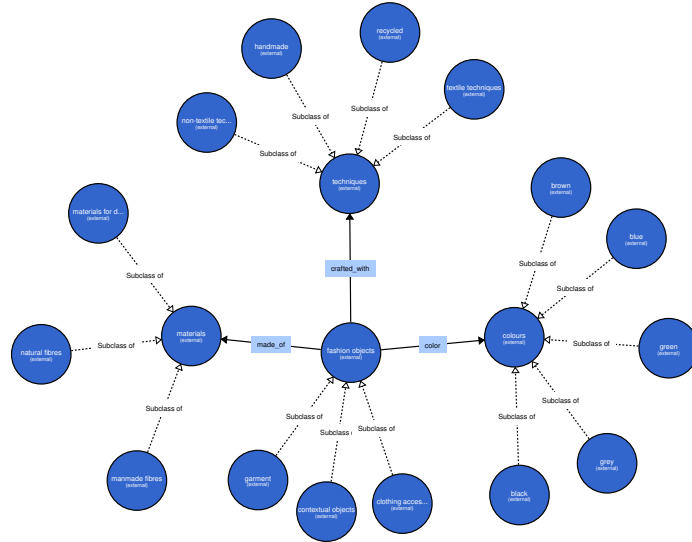 recycled
(external)
handmade
(external)
textile techniques
(external)
non-textile tec...
(external)
Subclass of
Subclass of
Subclass of
Subclass of
techniques
(external)
brown
(external)
materials for d...
(external)
blue
(external)
crafted_with
Subclass of
Subclass of
Subclass of
materials
(external)
colours
(external)
natural fibres
(external)
Subclass of
made_of
fashion objects
(external)
color
Subclass of
green
(external)
Subclass of
Subclass of
Subclass of
Subclass of
Subclass of
Subclass of
manmade fibres
(external)
garment
(external)
grey
(external)
contextual objects
(external)
clothing acces...
(external)
black
(external)